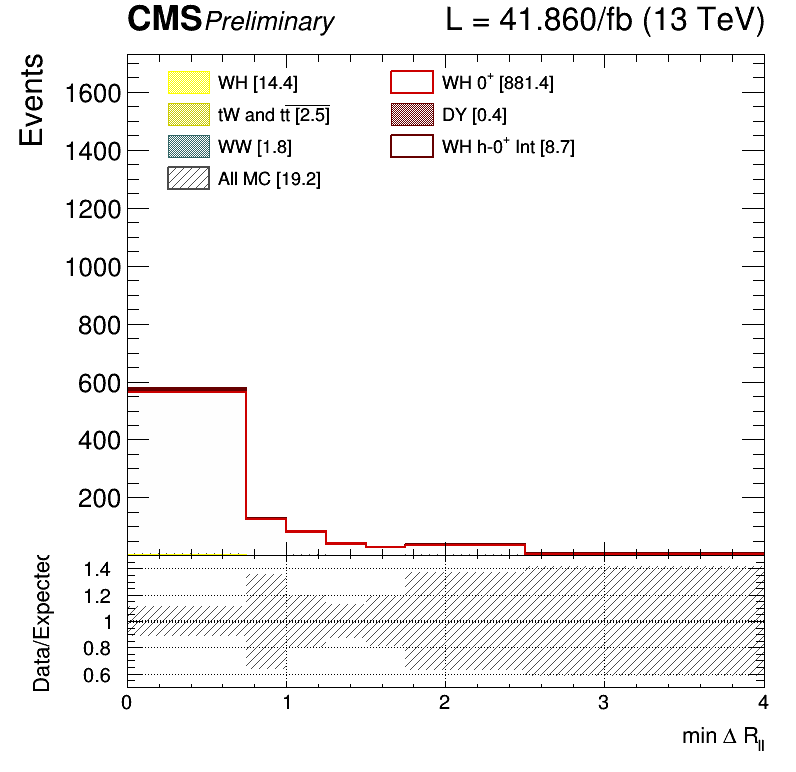 CMS Preliminary L = 41.860/fb (13 TeV)
Events
WH [14.4]
WH 0+ [881.4]
tW and tt [2.5]
DY [0.4]
WW [1.8]
WH h-0+ Int [8.7]
All MC [19.2]
1600
1400
1200
1000
800
600
400
200
Data/Expected
1.4
1.2
1
0.8
0.6
0 1 2 3 4
min Δ Rll